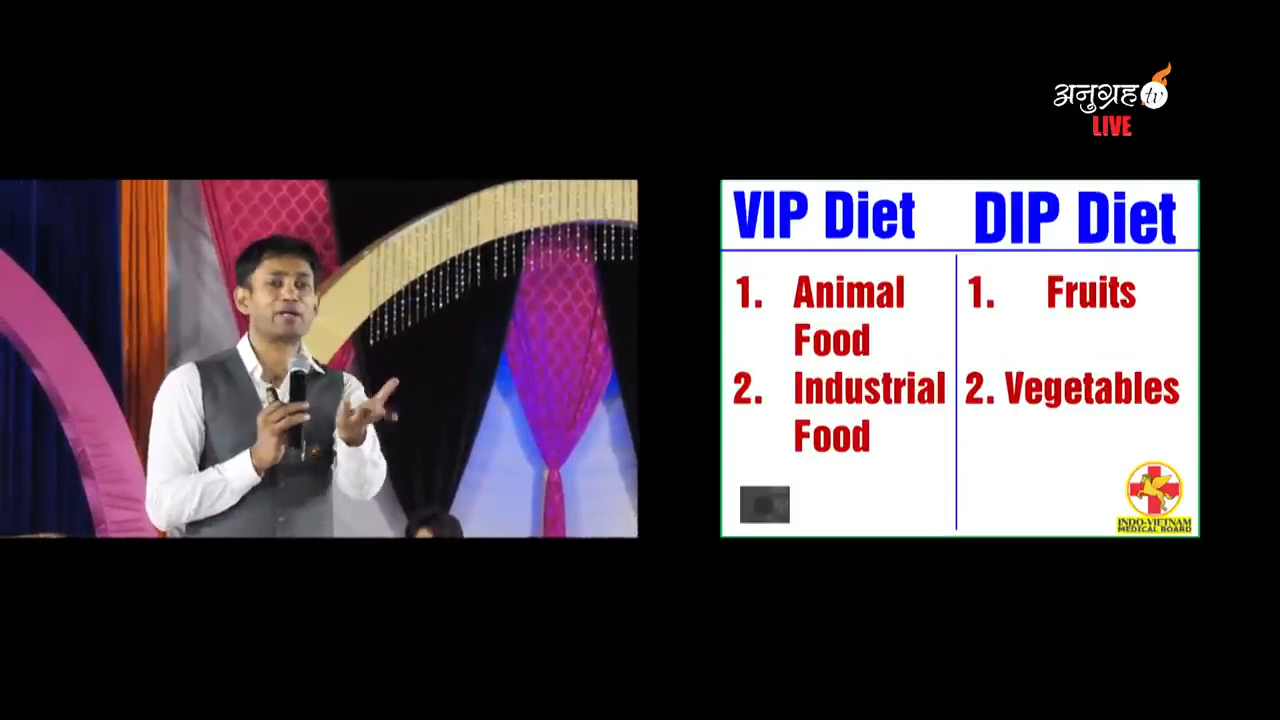 अनुग्रह tv
LIVE
VIP Diet
DIP Diet
1. Animal
Food
2. Industrial
Food
1. Fruits
2. Vegetables
INDO-VIETNAM
MEDICAL BOARD